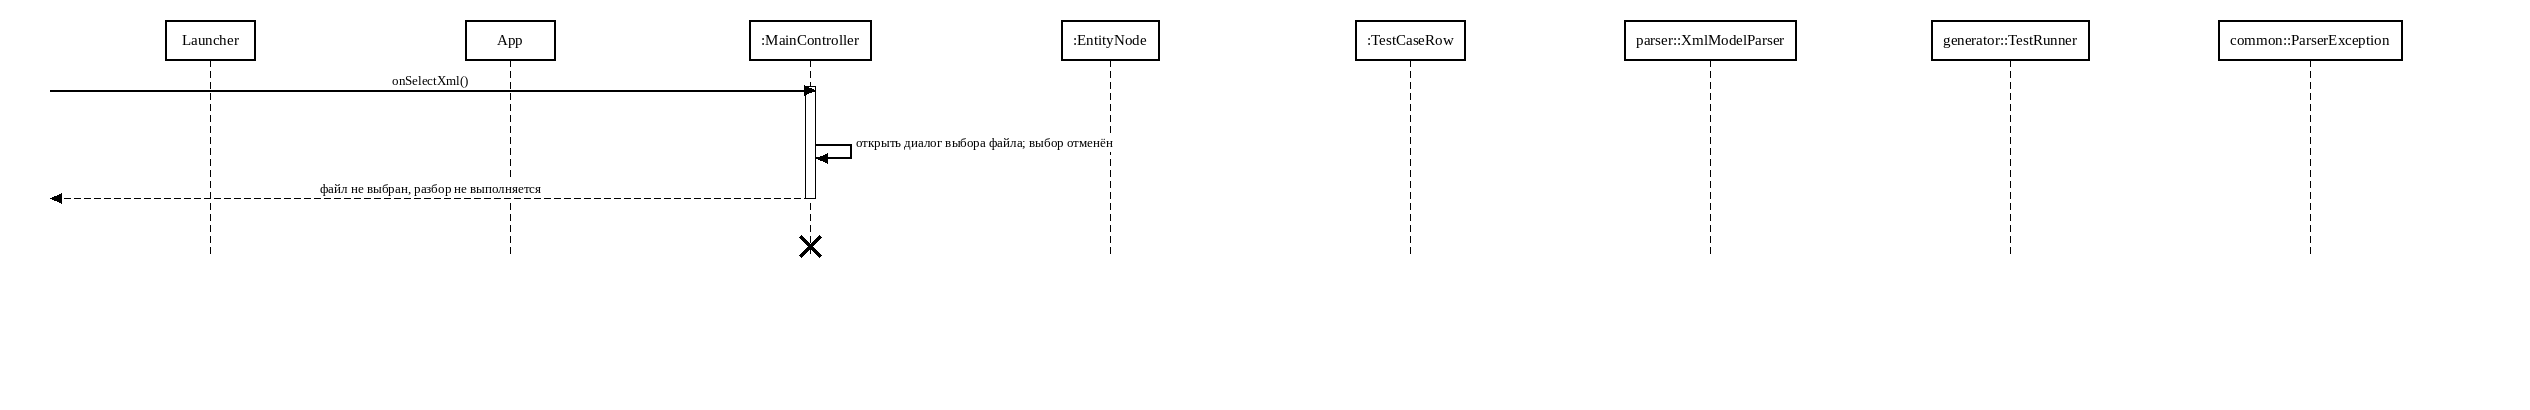 Launcher
App
:MainController
:EntityNode
:TestCaseRow
parser::XmlModelParser
generator::TestRunner
common::ParserException
onSelectXml()
открыть диалог выбора файла; выбор отменён
файл не выбран, разбор не выполняется